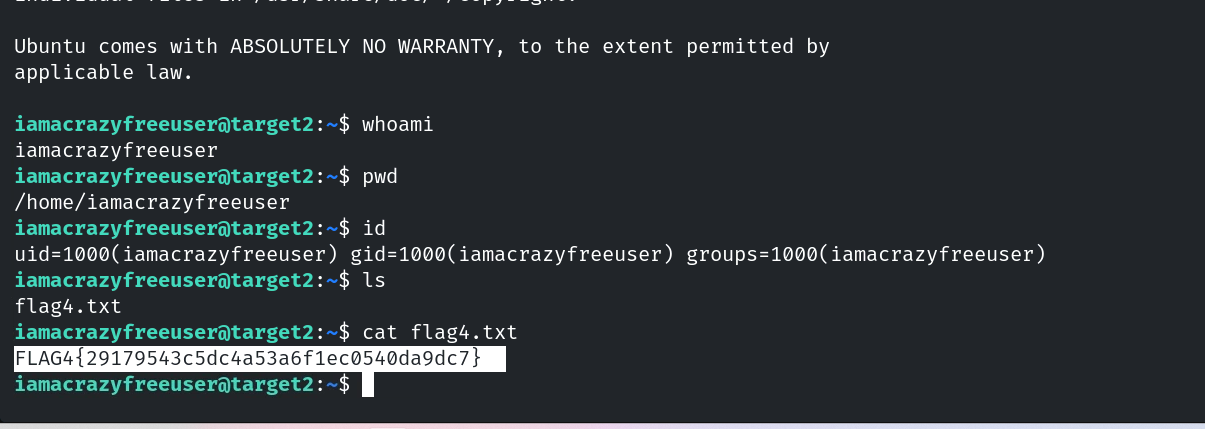 Ubuntu comes with ABSOLUTELY NO WARRANTY, to the extent permitted by
applicable law.
iamacrazyfreeuser@target2:~$ whoami
iamacrazyfreeuser
iamacrazyfreeuser@target2:~$ pwd
/home/iamacrazyfreeuser
iamacrazyfreeuser@target2:~$ id
uid=1000(iamacrazyfreeuser) gid=1000(iamacrazyfreeuser) groups=1000(iamacrazyfreeuser)
iamacrazyfreeuser@target2:~$ ls
flag4.txt
iamacrazyfreeuser@target2:~$ cat flag4.txt
FLAG4{29179543c5dc4a53a6f1ec0540da9dc7}
iamacrazyfreeuser@target2:~$